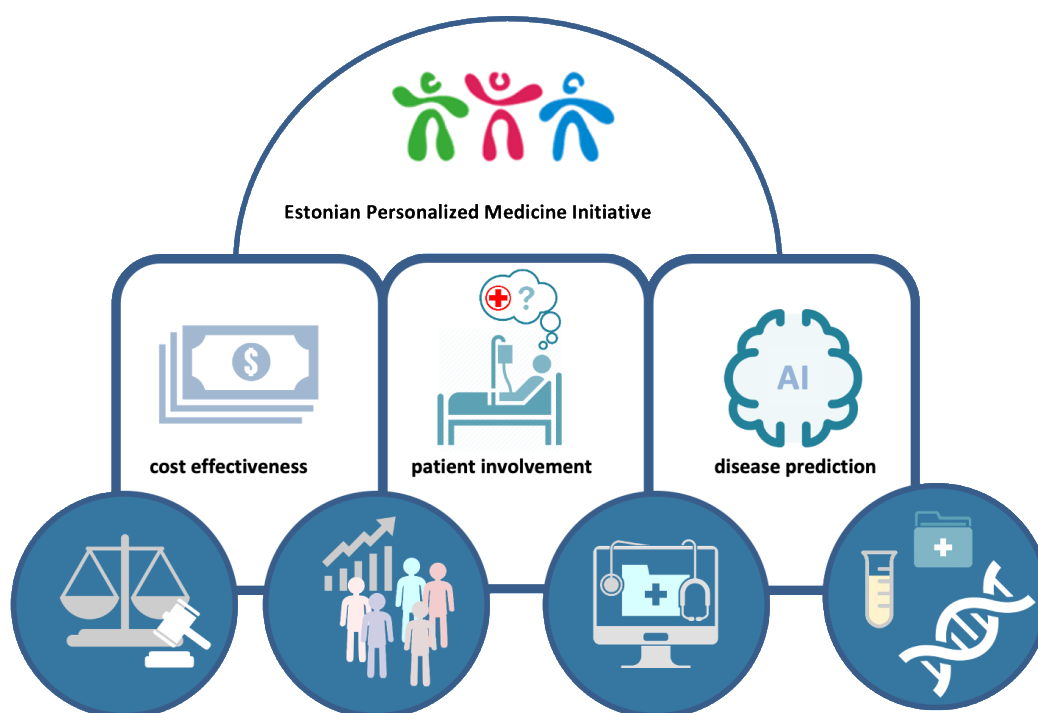 Estonian Personalized Medicine Initiative
?
$
AI
cost effectiveness
patient involvement
disease prediction